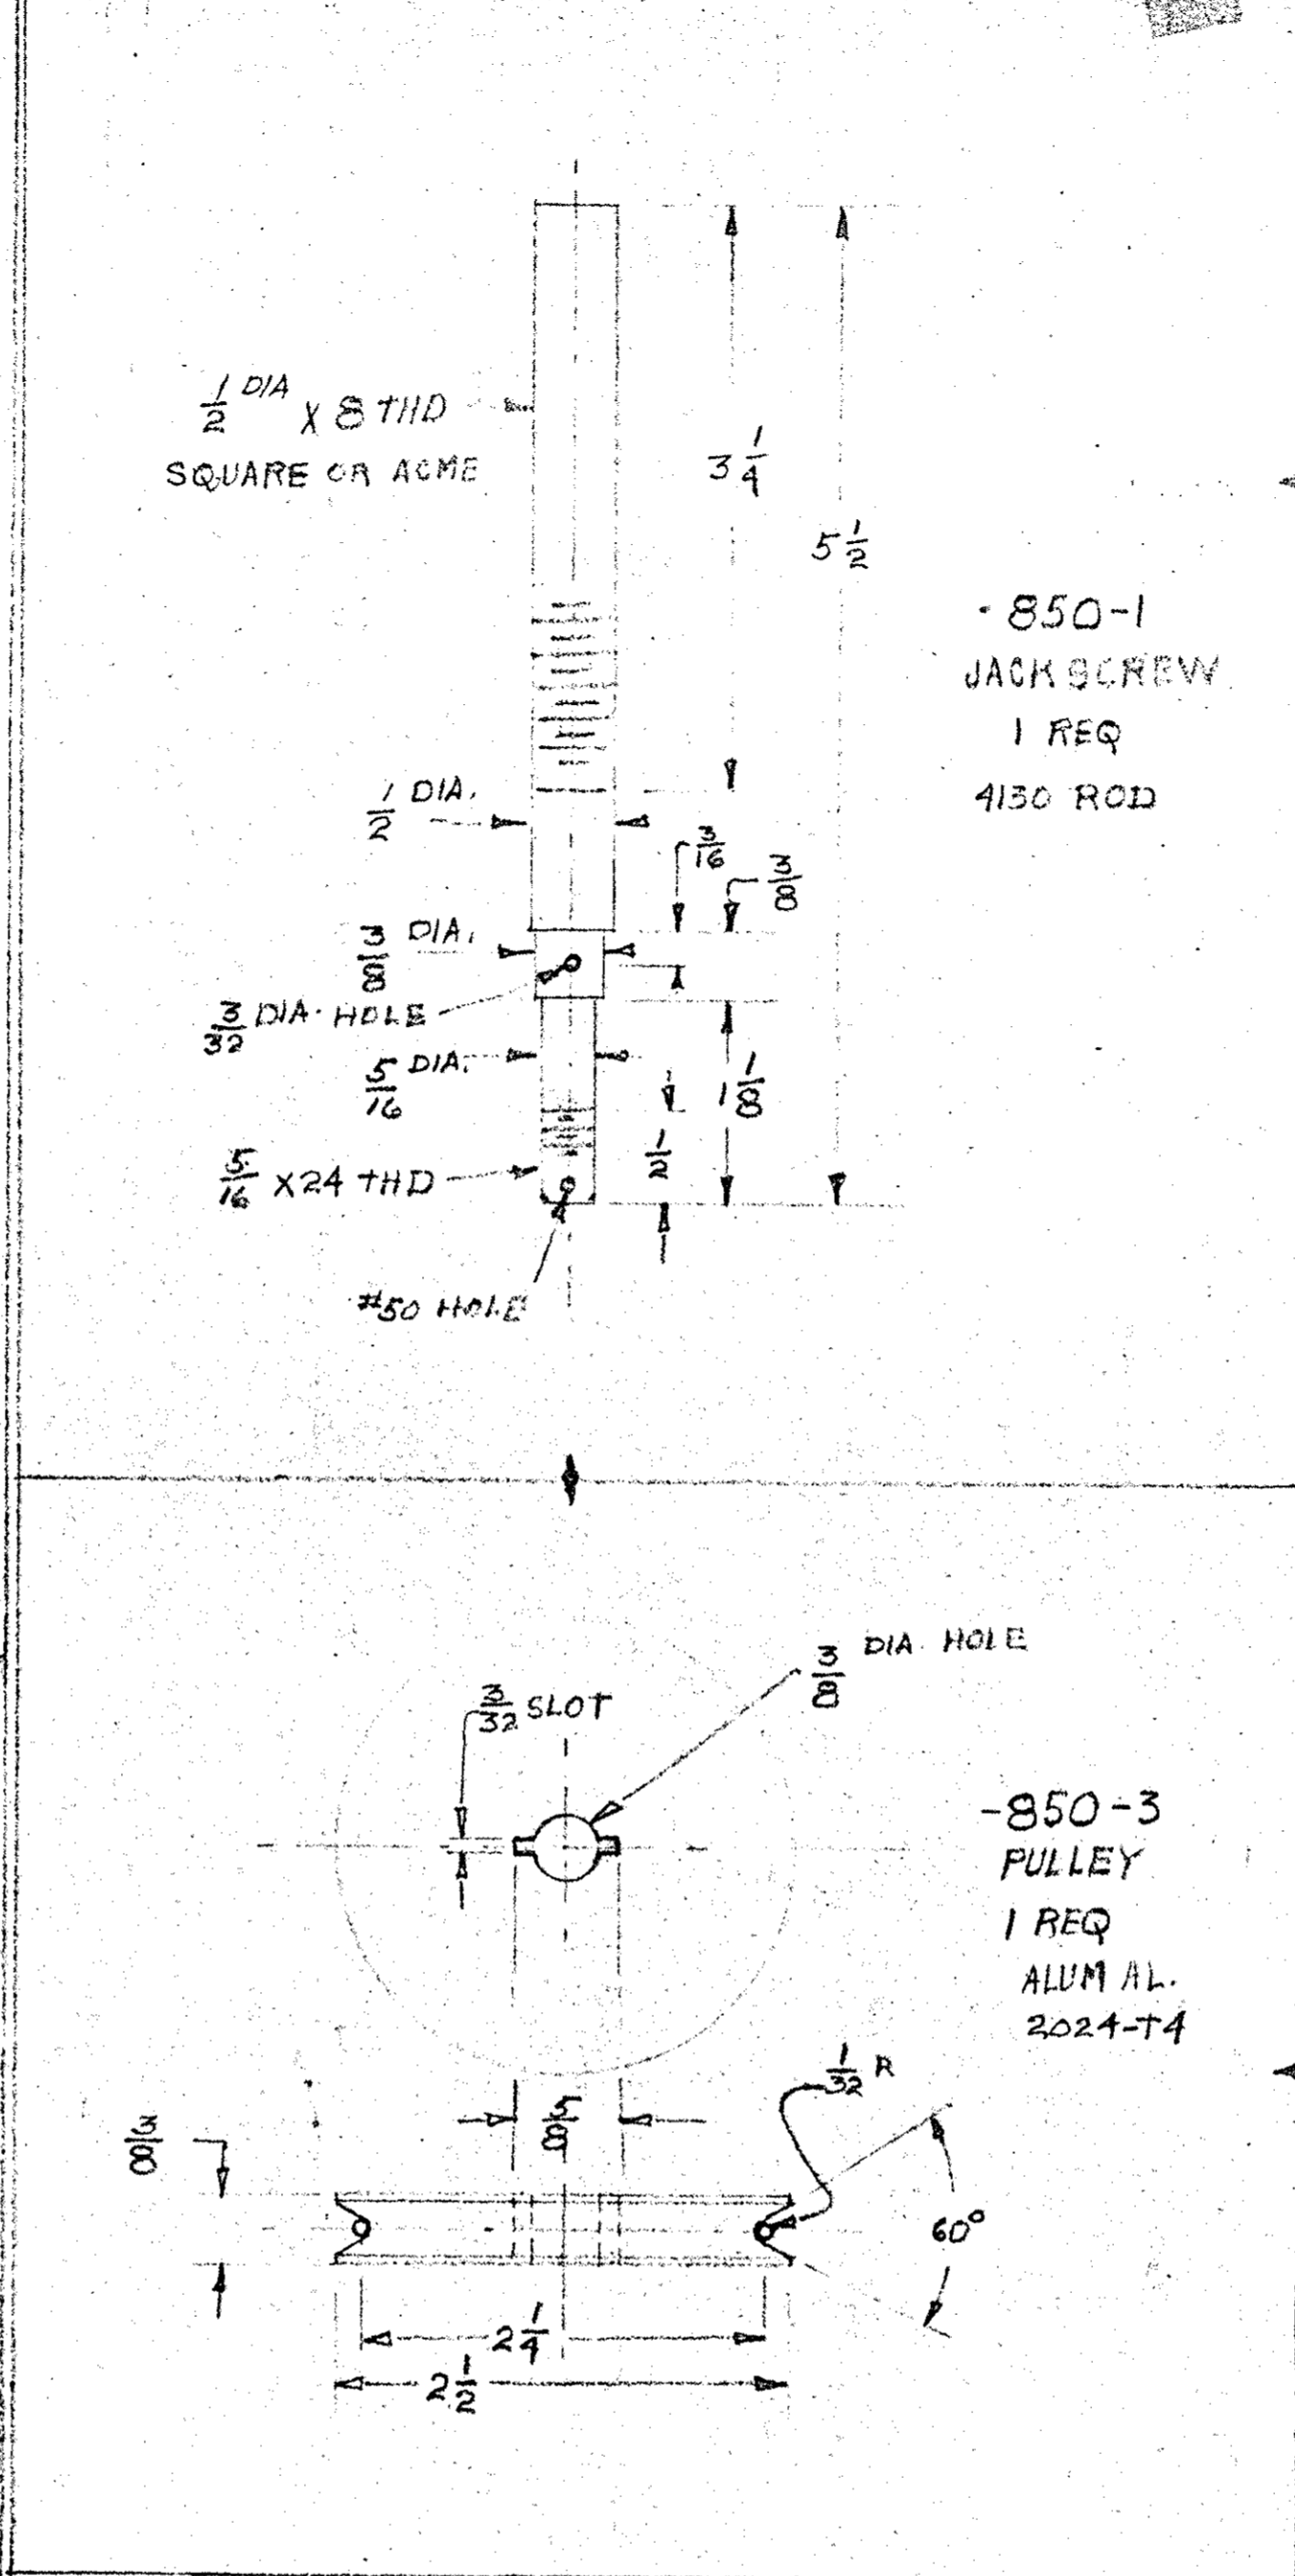 1/2 DIA X 8 THD
SQUARE OR ACME
3 1/4
5 1/2
-850-1
JACK SCREW
1 REQ
4130 ROD
1/2 DIA.
3/16
3/8
3/8 DIA.
3/32 DIA. HOLE
5/16 DIA.
1 1/8
1/2
5/16 X 24 THD
#50 HOLE
3/8 DIA. HOLE
3/32 SLOT
-850-3
PULLEY
1 REQ
ALUM AL.
2024-T4
1/32 R
5/8
3/8
60°
2 1/4
2 1/2